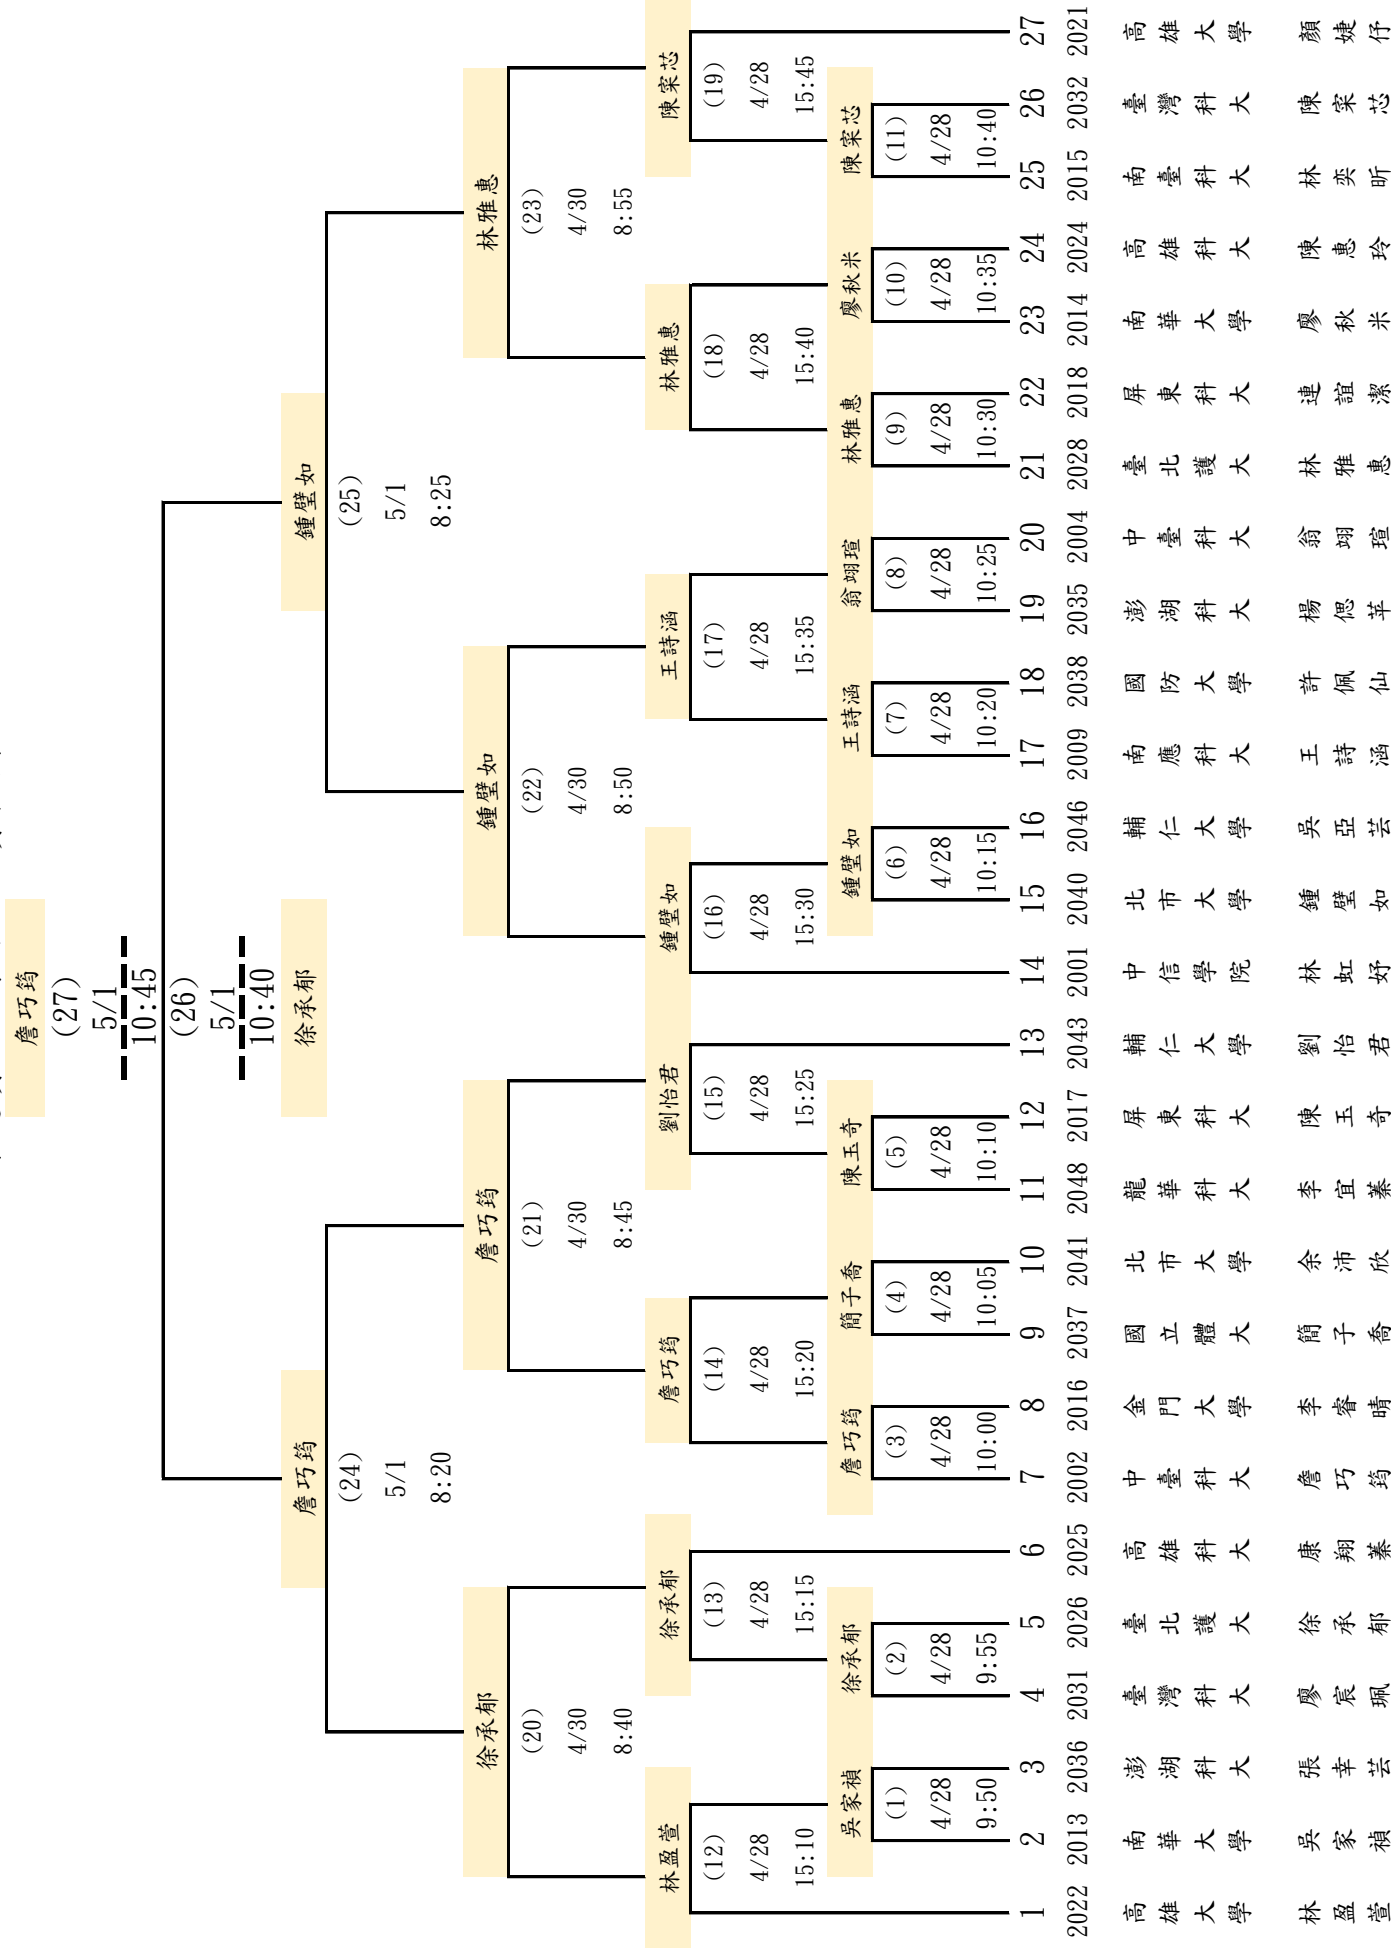 詹巧筠
(27)
5/1
10:45
(26)
5/1
10:40
徐承郁
詹巧筠
(24)
5/1
8:20
鍾壁如
(25)
5/1
8:25
徐承郁
(20)
4/30
8:40
詹巧筠
(21)
4/30
8:45
鍾壁如
(22)
4/30
8:50
林雅惠
(23)
4/30
8:55
林盈萱
(12)
4/28
15:10
徐承郁
(13)
4/28
15:15
詹巧筠
(14)
4/28
15:20
劉怡君
(15)
4/28
15:25
鍾壁如
(16)
4/28
15:30
王詩涵
(17)
4/28
15:35
林雅惠
(18)
4/28
15:40
陳寀芯
(19)
4/28
15:45
吳家禎
(1)
4/28
9:50
徐承郁
(2)
4/28
9:55
詹巧筠
(3)
4/28
10:00
簡子喬
(4)
4/28
10:05
陳玉奇
(5)
4/28
10:10
鍾壁如
(6)
4/28
10:15
王詩涵
(7)
4/28
10:20
翁翊瑄
(8)
4/28
10:25
林雅惠
(9)
4/28
10:30
廖秋米
(10)
4/28
10:35
陳寀芯
(11)
4/28
10:40
1 2022 高雄大學 林盈萱
2 2013 南華大學 吳家禎
3 2036 澎湖科大 張幸芸
4 2031 臺灣科大 廖宸珮
5 2026 臺北護大 徐承郁
6 2025 高雄科大 康翔蓁
7 2002 中臺科大 詹巧筠
8 2016 金門大學 李睿晴
9 2037 國立體大 簡子喬
10 2041 北市大學 余沛欣
11 2048 龍華科大 李宜蓁
12 2017 屏東科大 陳玉奇
13 2043 輔仁大學 劉怡君
14 2001 中信學院 林虹妤
15 2040 北市大學 鍾壁如
16 2046 輔仁大學 吳亞芸
17 2009 南應科大 王詩涵
18 2038 國防大學 許佩仙
19 2035 澎湖科大 楊偲苹
20 2004 中臺科大 翁翊瑄
21 2028 臺北護大 林雅惠
22 2018 屏東科大 連誼潔
23 2014 南華大學 廖秋米
24 2024 高雄科大 陳惠玲
25 2015 南臺科大 林奕昕
26 2032 臺灣科大 陳寀芯
27 2021 高雄大學 顏婕伃